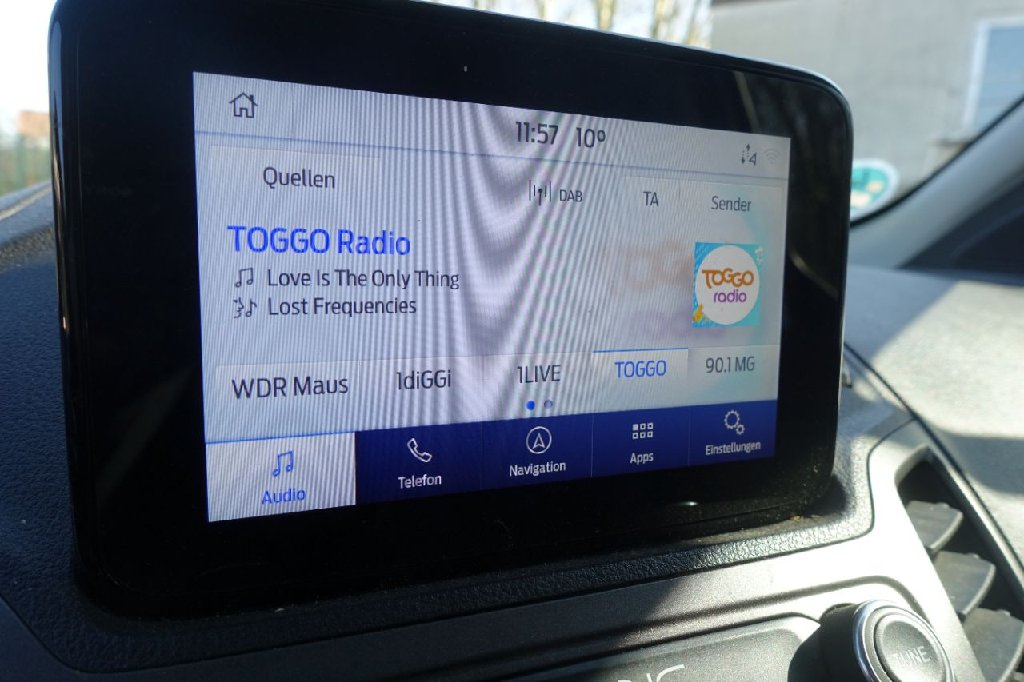 11:57 10°
4
Quellen DAB TA Sender
TOGGO Radio
Love Is The Only Thing
Lost Frequencies
TOGGO
radio
WDR Maus 1diGGi 1LIVE TOGGO 90.1 MG
Audio Telefon Navigation Apps Einstellungen
TUNE